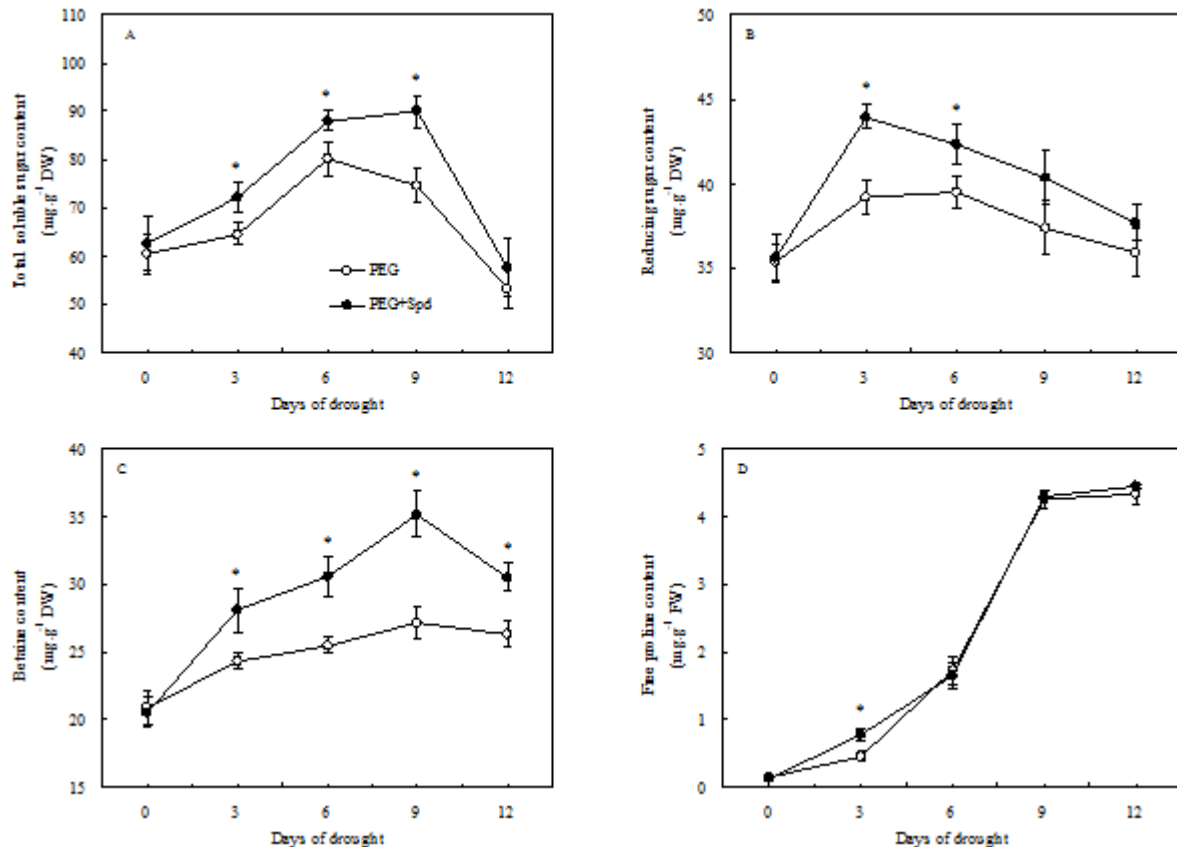 A
Total soluble sugar content
(mg·g⁻¹ DW)
110
100
90
80
70
60
50
40
*
*
*
PEG
PEG+Spd
0 3 6 9 12
Days of drought
B
Reducing sugar content
(mg·g⁻¹ DW)
50
45
40
35
30
*
*
0 3 6 9 12
Days of drought
C
Betaine content
(mg·g⁻¹ DW)
40
35
30
25
20
15
*
*
*
*
0 3 6 9 12
Days of drought
D
Free proline content
(mg·g⁻¹ FW)
5
4
3
2
1
0
*
0 3 6 9 12
Days of drought